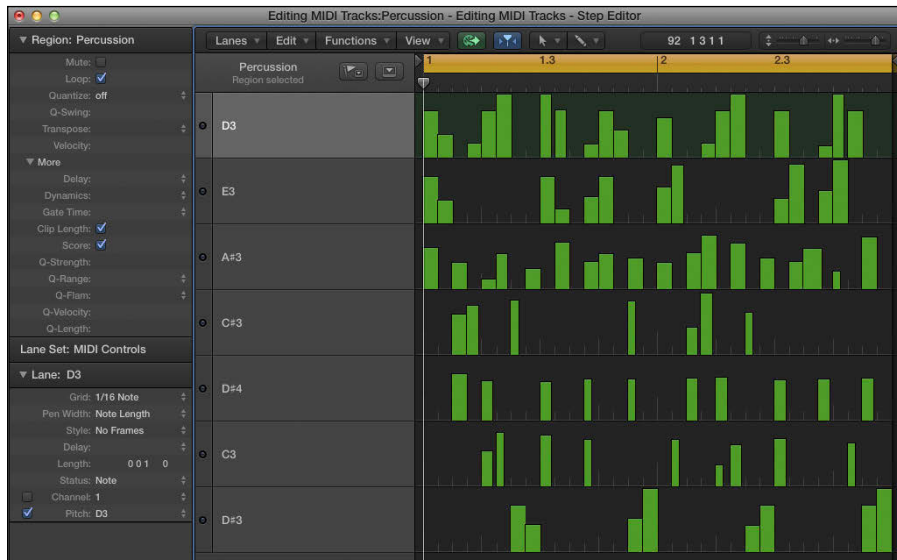 Editing MIDI Tracks:Percussion - Editing MIDI Tracks - Step Editor
Region: Percussion
Mute:
Loop:
Quantize: off
Q-Swing:
Transpose:
Velocity:
More
Delay:
Dynamics:
Gate Time:
Clip Length:
Score:
Q-Strength:
Q-Range:
Q-Flam:
Q-Velocity:
Q-Length:
Lane Set: MIDI Controls
Lane: D3
Grid: 1/16 Note
Pen Width: Note Length
Style: No Frames
Delay:
Length: 0 0 1 0
Status: Note
Channel: 1
Pitch: D3
Lanes Edit Functions View 92 1 3 1 1
Percussion
Region selected
1 1.3 2 2.3
D3
E3
A♯3
C♯3
D♯4
C3
D♯3